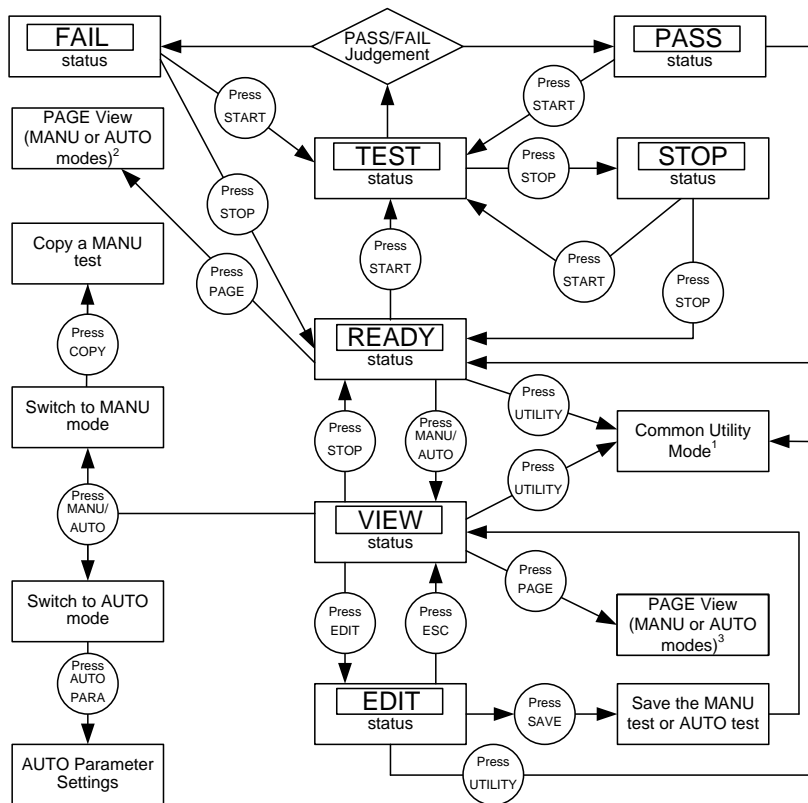 FAIL
status
PASS/FAIL
Judgement
PASS
status
Press
START
Press
START
PAGE View
(MANU or AUTO
modes)²
TEST
status
Press
STOP
STOP
status
Press
STOP
Copy a MANU
test
Press
START
Press
START
Press
STOP
Press
PAGE
Press
COPY
READY
status
Switch to MANU
mode
Press
STOP
Press
MANU/
AUTO
Press
UTILITY
Common Utility
Mode¹
Press
UTILITY
Press
MANU/
AUTO
VIEW
status
Press
PAGE
Switch to AUTO
mode
Press
EDIT
Press
ESC
PAGE View
(MANU or AUTO
modes)³
Press
AUTO
PARA
EDIT
status
Press
SAVE
Save the MANU
test or AUTO test
AUTO Parameter
Settings
Press
UTILITY